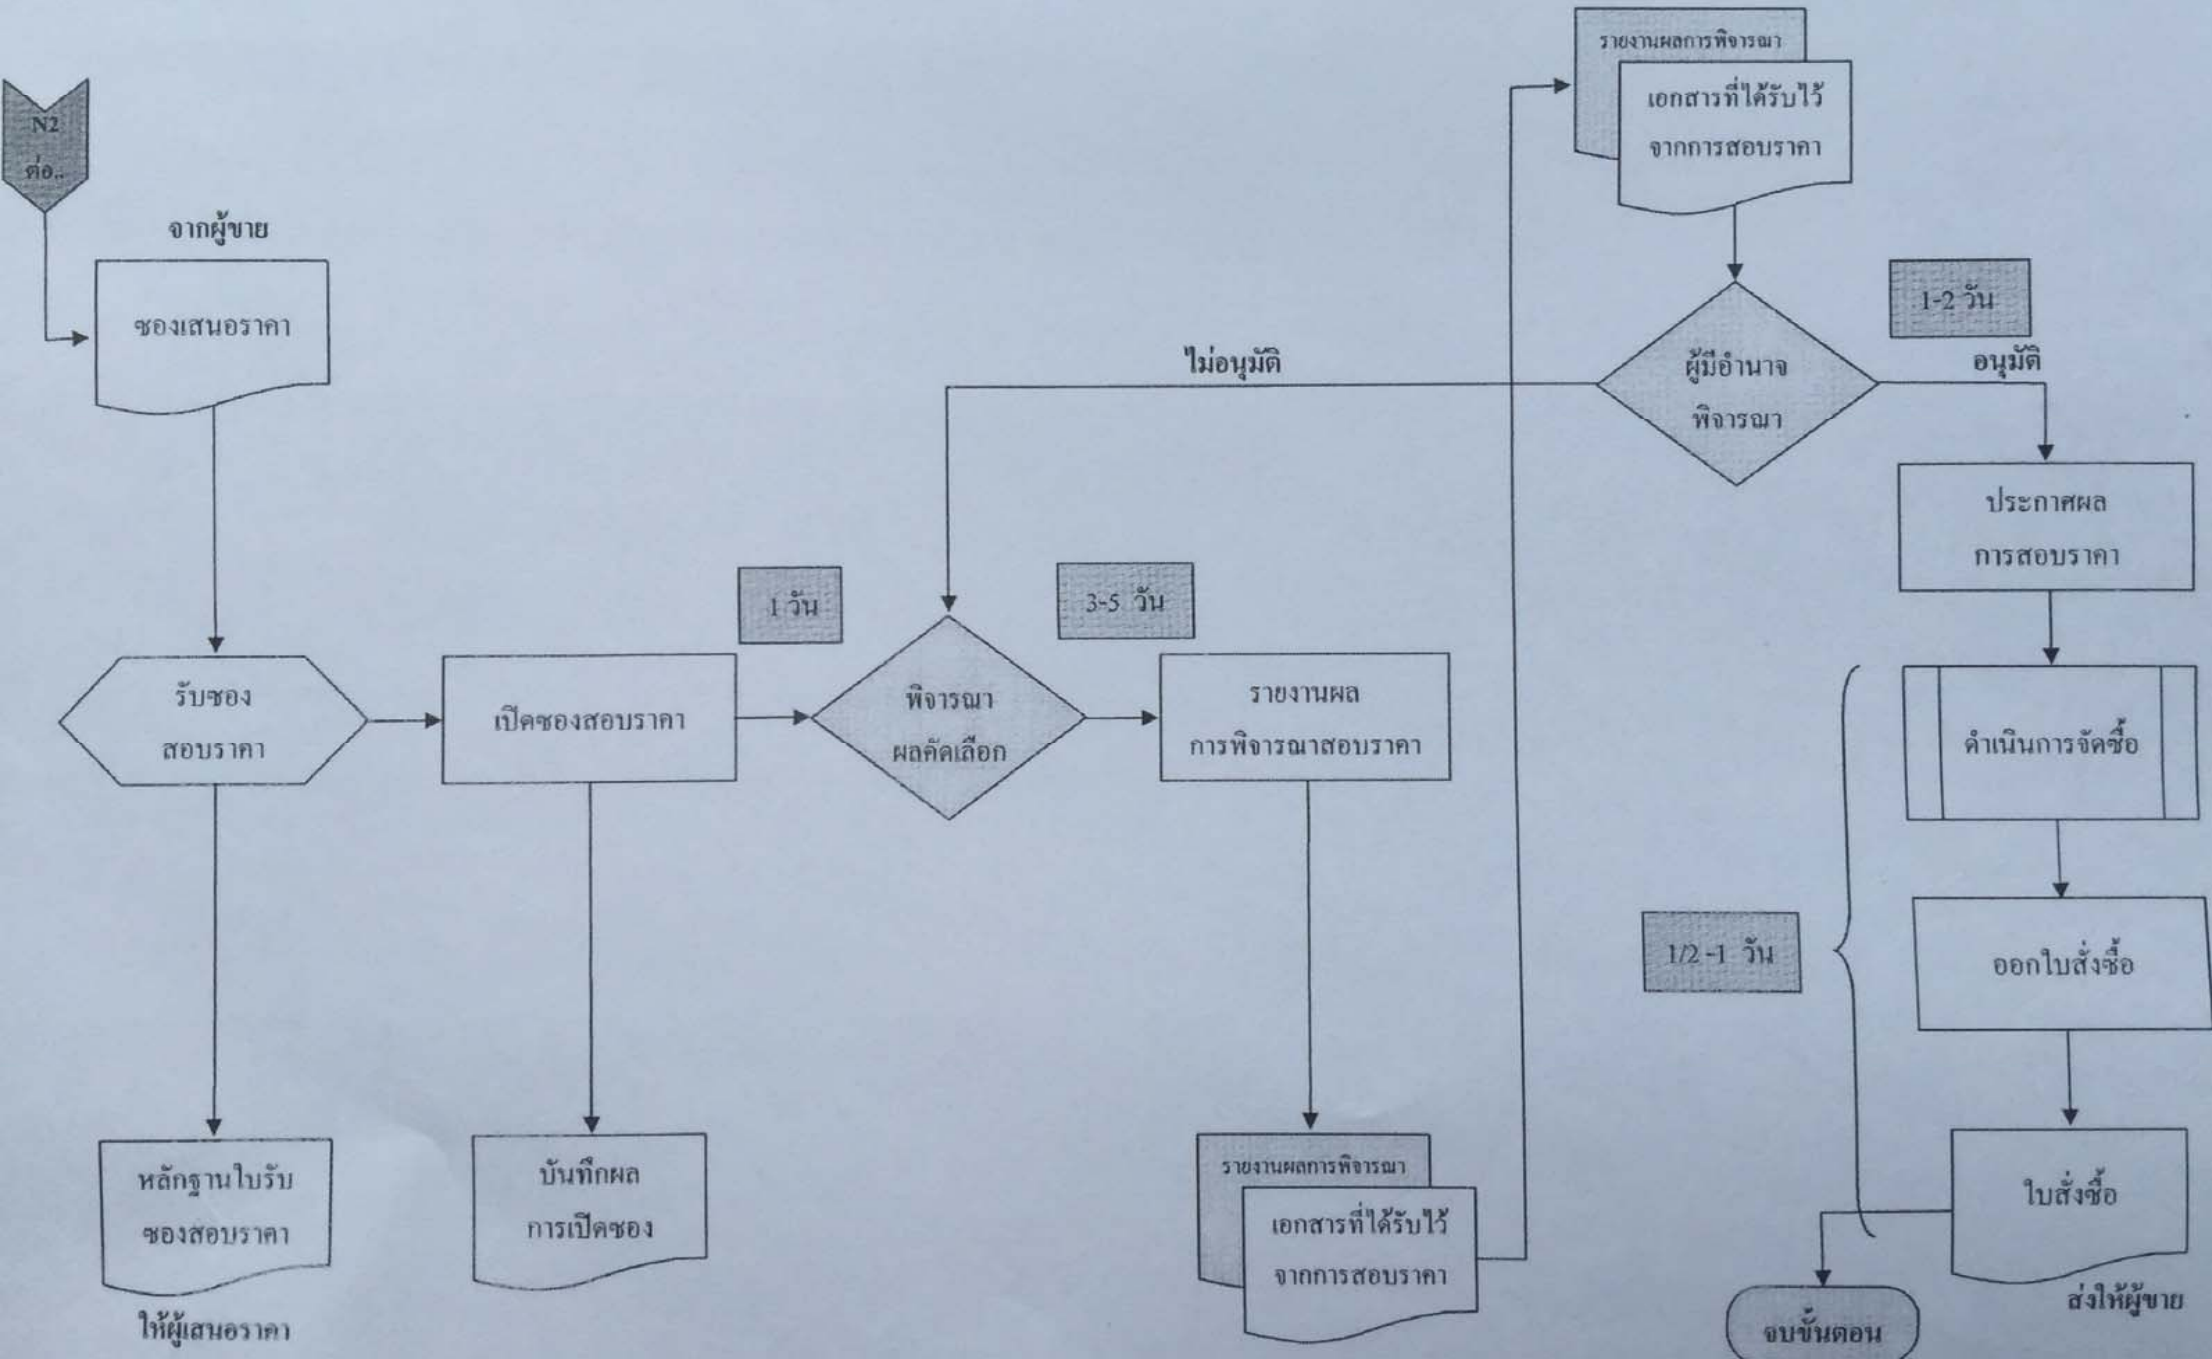 N2
ต่อ..
จากผู้ขาย
ซองเสนอราคา
รับซอง
สอบราคา
หลักฐานใบรับ
ซองสอบราคา
ให้ผู้เสนอราคา
เปิดซองสอบราคา
บันทึกผล
การเปิดซอง
1 วัน
พิจารณา
ผลคัดเลือก
3-5 วัน
รายงานผล
การพิจารณาสอบราคา
รายงานผลการพิจารณา
เอกสารที่ได้รับไว้
จากการสอบราคา
รายงานผลการพิจารณา
เอกสารที่ได้รับไว้
จากการสอบราคา
ผู้มีอำนาจ
พิจารณา
ไม่อนุมัติ
1-2 วัน
อนุมัติ
ประกาศผล
การสอบราคา
ดำเนินการจัดซื้อ
1/2 -1 วัน
ออกใบสั่งซื้อ
ใบสั่งซื้อ
ส่งให้ผู้ขาย
จบขั้นตอน